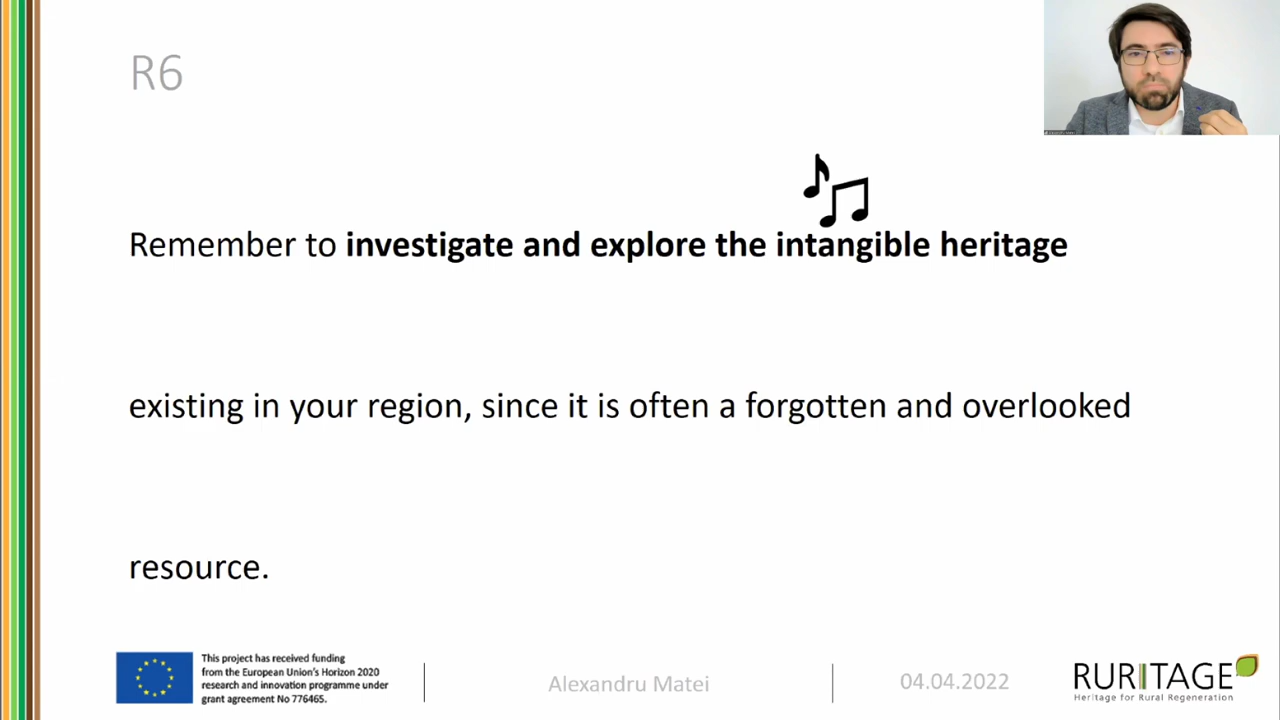 R6
Remember to investigate and explore the intangible heritage
existing in your region, since it is often a forgotten and overlooked
resource.
This project has received funding
from the European Union's Horizon 2020
research and innovation programme under
grant agreement No 776465.
Alexandru Matei
04.04.2022
RURITAGE
Heritage for Rural Regeneration